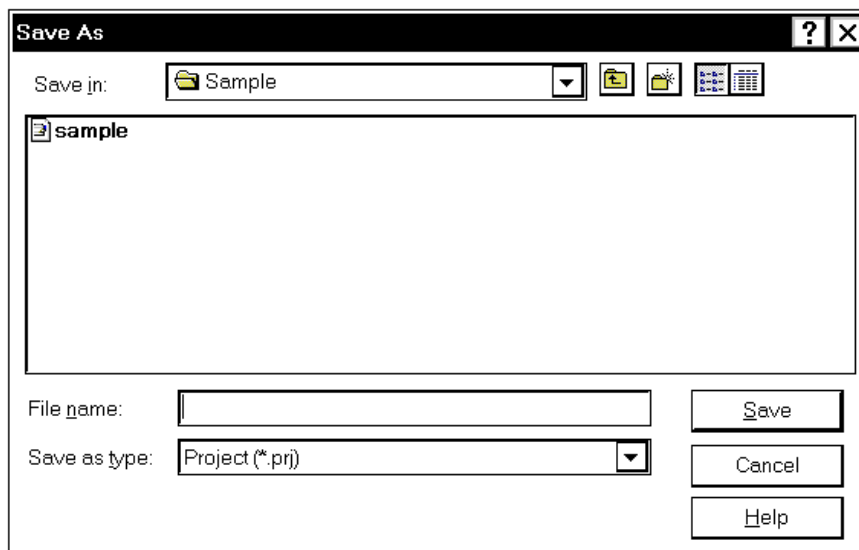 Save As ?
Save in: Sample
sample
File name: Save
Save as type: Project (*.prj) Cancel
Help